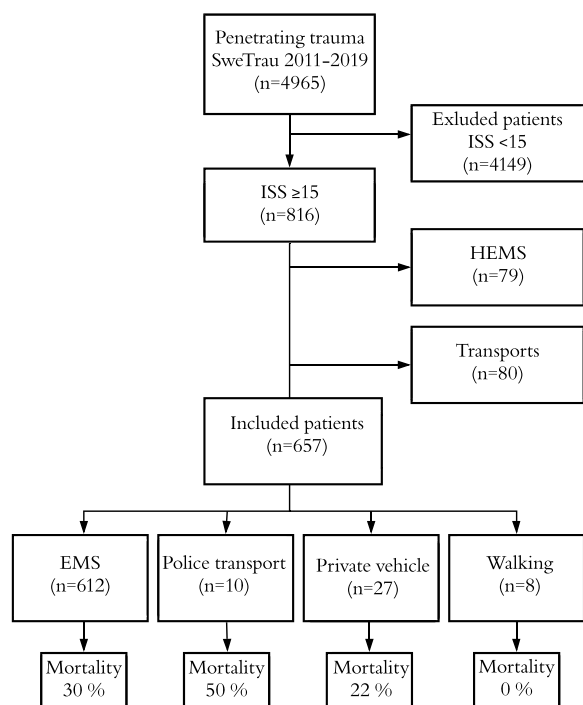 Penetrating trauma
SweTrau 2011-2019
(n=4965)
Exluded patients
ISS <15
(n=4149)
ISS ≥15
(n=816)
HEMS
(n=79)
Transports
(n=80)
Included patients
(n=657)
EMS
(n=612)
Police transport
(n=10)
Private vehicle
(n=27)
Walking
(n=8)
Mortality
30 %
Mortality
50 %
Mortality
22 %
Mortality
0 %